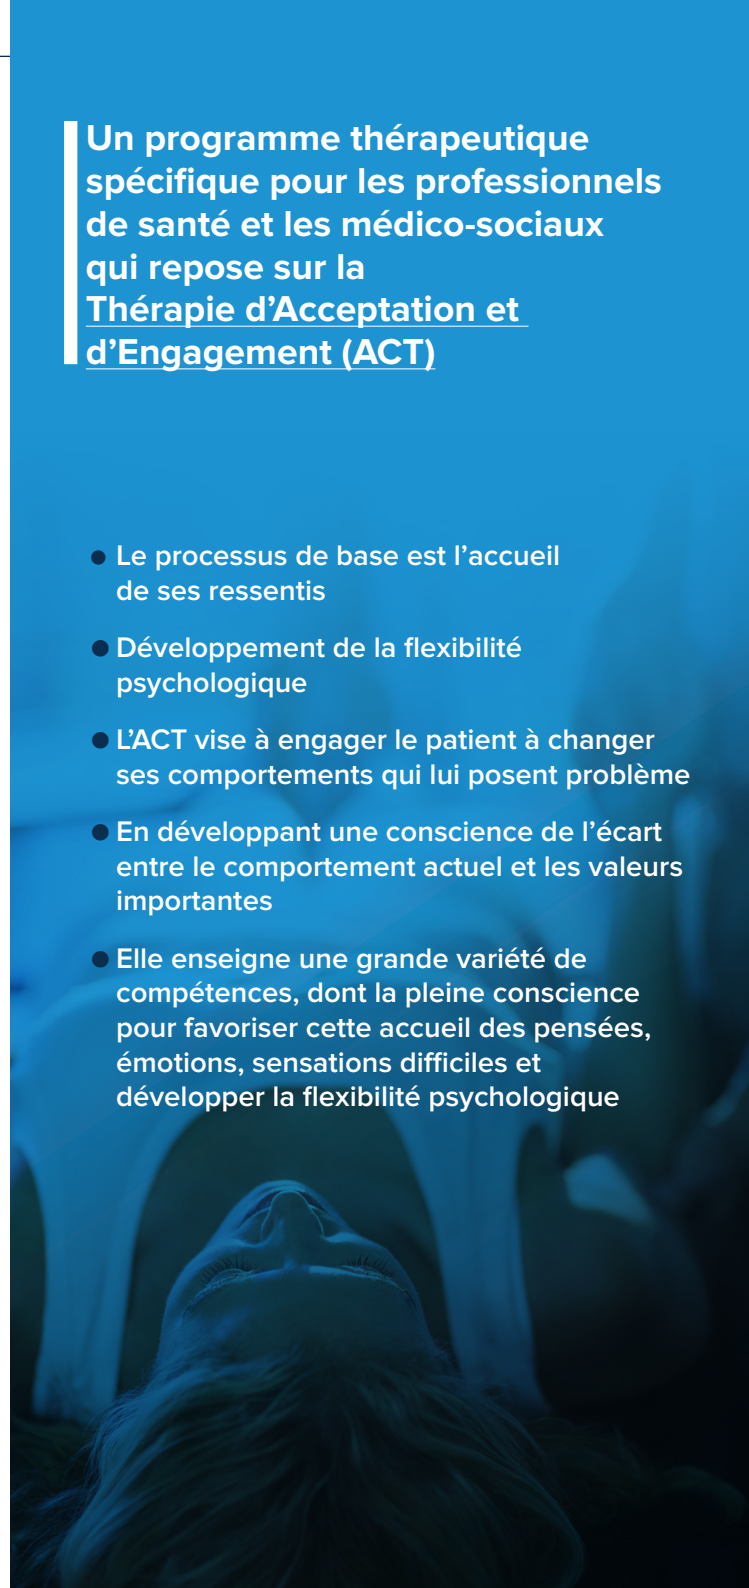 Un programme thérapeutique
spécifique pour les professionnels
de santé et les médico-sociaux
qui repose sur la
Thérapie d’Acceptation et
d’Engagement (ACT)
● Le processus de base est l’accueil
de ses ressentis
● Développement de la flexibilité
psychologique
● L’ACT vise à engager le patient à changer
ses comportements qui lui posent problème
● En développant une conscience de l’écart
entre le comportement actuel et les valeurs
importantes
● Elle enseigne une grande variété de
compétences, dont la pleine conscience
pour favoriser cette accueil des pensées,
émotions, sensations difficiles et
développer la flexibilité psychologique